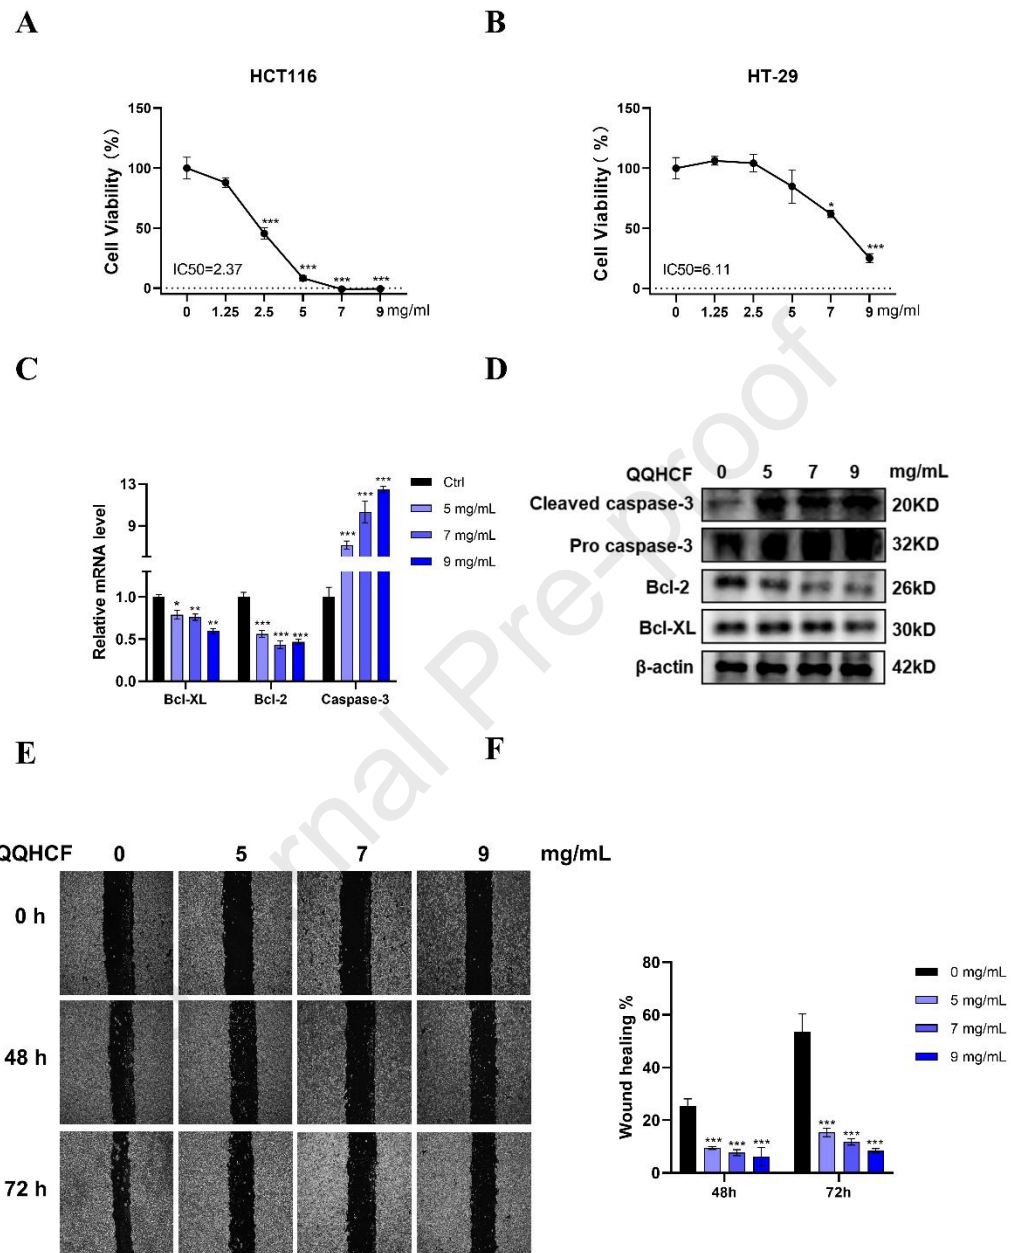 A
B
HCT116
HT-29
Cell Viability (%)
150
100
50
0
IC50=2.37
***
***
***
***
0 1.25 2.5 5 7 9 mg/ml
Cell Viability (%)
150
100
50
0
IC50=6.11
*
***
0 1.25 2.5 5 7 9 mg/ml
C
D
Relative mRNA level
13
9
1.0
0.5
0.0
* ** **
*** *** ***
*** *** ***
Bcl-XL Bcl-2 Caspase-3
Ctrl
5 mg/mL
7 mg/mL
9 mg/mL
QQHCF 0 5 7 9 mg/mL
Cleaved caspase-3 20KD
Pro caspase-3 32KD
Bcl-2 26kD
Bcl-XL 30kD
β-actin 42kD
E
F
QQHCF 0 5 7 9 mg/mL
0 h
48 h
72 h
Wound healing %
80
60
40
20
0
*** *** ***
*** *** ***
48h 72h
0 mg/mL
5 mg/mL
7 mg/mL
9 mg/mL
rnal Pre-proof